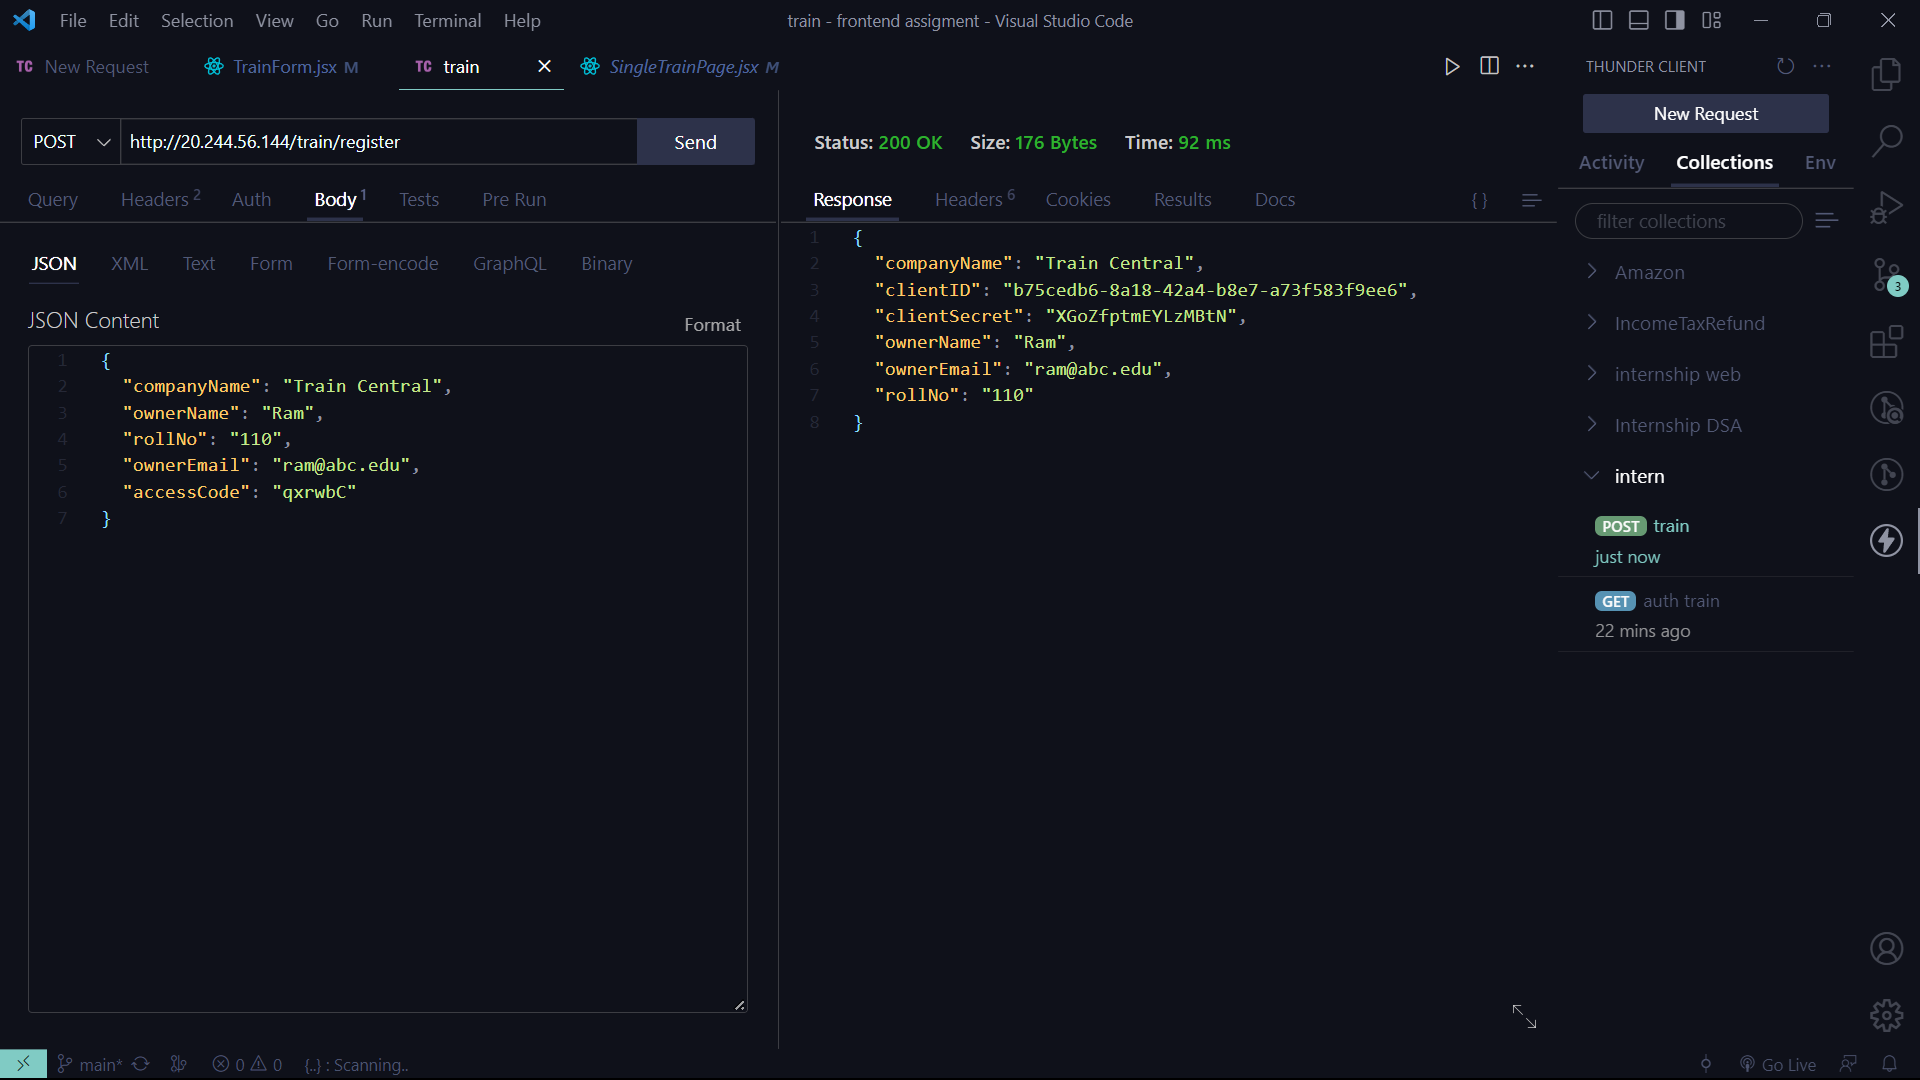 File Edit Selection View Go Run Terminal Help
train - frontend assigment - Visual Studio Code
TC New Request
TrainForm.jsx M
TC train
SingleTrainPage.jsx M
POST http://20.244.56.144/train/register Send
Query Headers 2 Auth Body 1 Tests Pre Run
JSON XML Text Form Form-encode GraphQL Binary
JSON Content
Format
1 {
2 "companyName": "Train Central",
3 "ownerName": "Ram",
4 "rollNo": "110",
5 "ownerEmail": "ram@abc.edu",
6 "accessCode": "qxrwbC"
7 }
Status: 200 OK Size: 176 Bytes Time: 92 ms
Response Headers 6 Cookies Results Docs { }
1 {
2 "companyName": "Train Central",
3 "clientID": "b75cedb6-8a18-42a4-b8e7-a73f583f9ee6",
4 "clientSecret": "XGoZfptmEYLzMBtN",
5 "ownerName": "Ram",
6 "ownerEmail": "ram@abc.edu",
7 "rollNo": "110"
8 }
THUNDER CLIENT
New Request
Activity Collections Env
filter collections
Amazon
IncomeTaxRefund
internship web
Internship DSA
intern
POST train
just now
GET auth train
22 mins ago
3
main* 0 0 {..} : Scanning..
Go Live